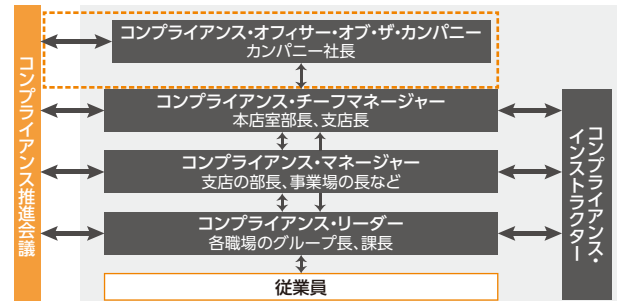 コンプライアンス推進会議
コンプライアンス・オフィサー・オブ・ザ・カンパニー
カンパニー社長
コンプライアンス・チーフマネージャー
本店室部長、支店長
コンプライアンス・マネージャー
支店の部長、事業場の長など
コンプライアンス・リーダー
各職場のグループ長、課長
従業員
コンプライアンス・
インストラクター